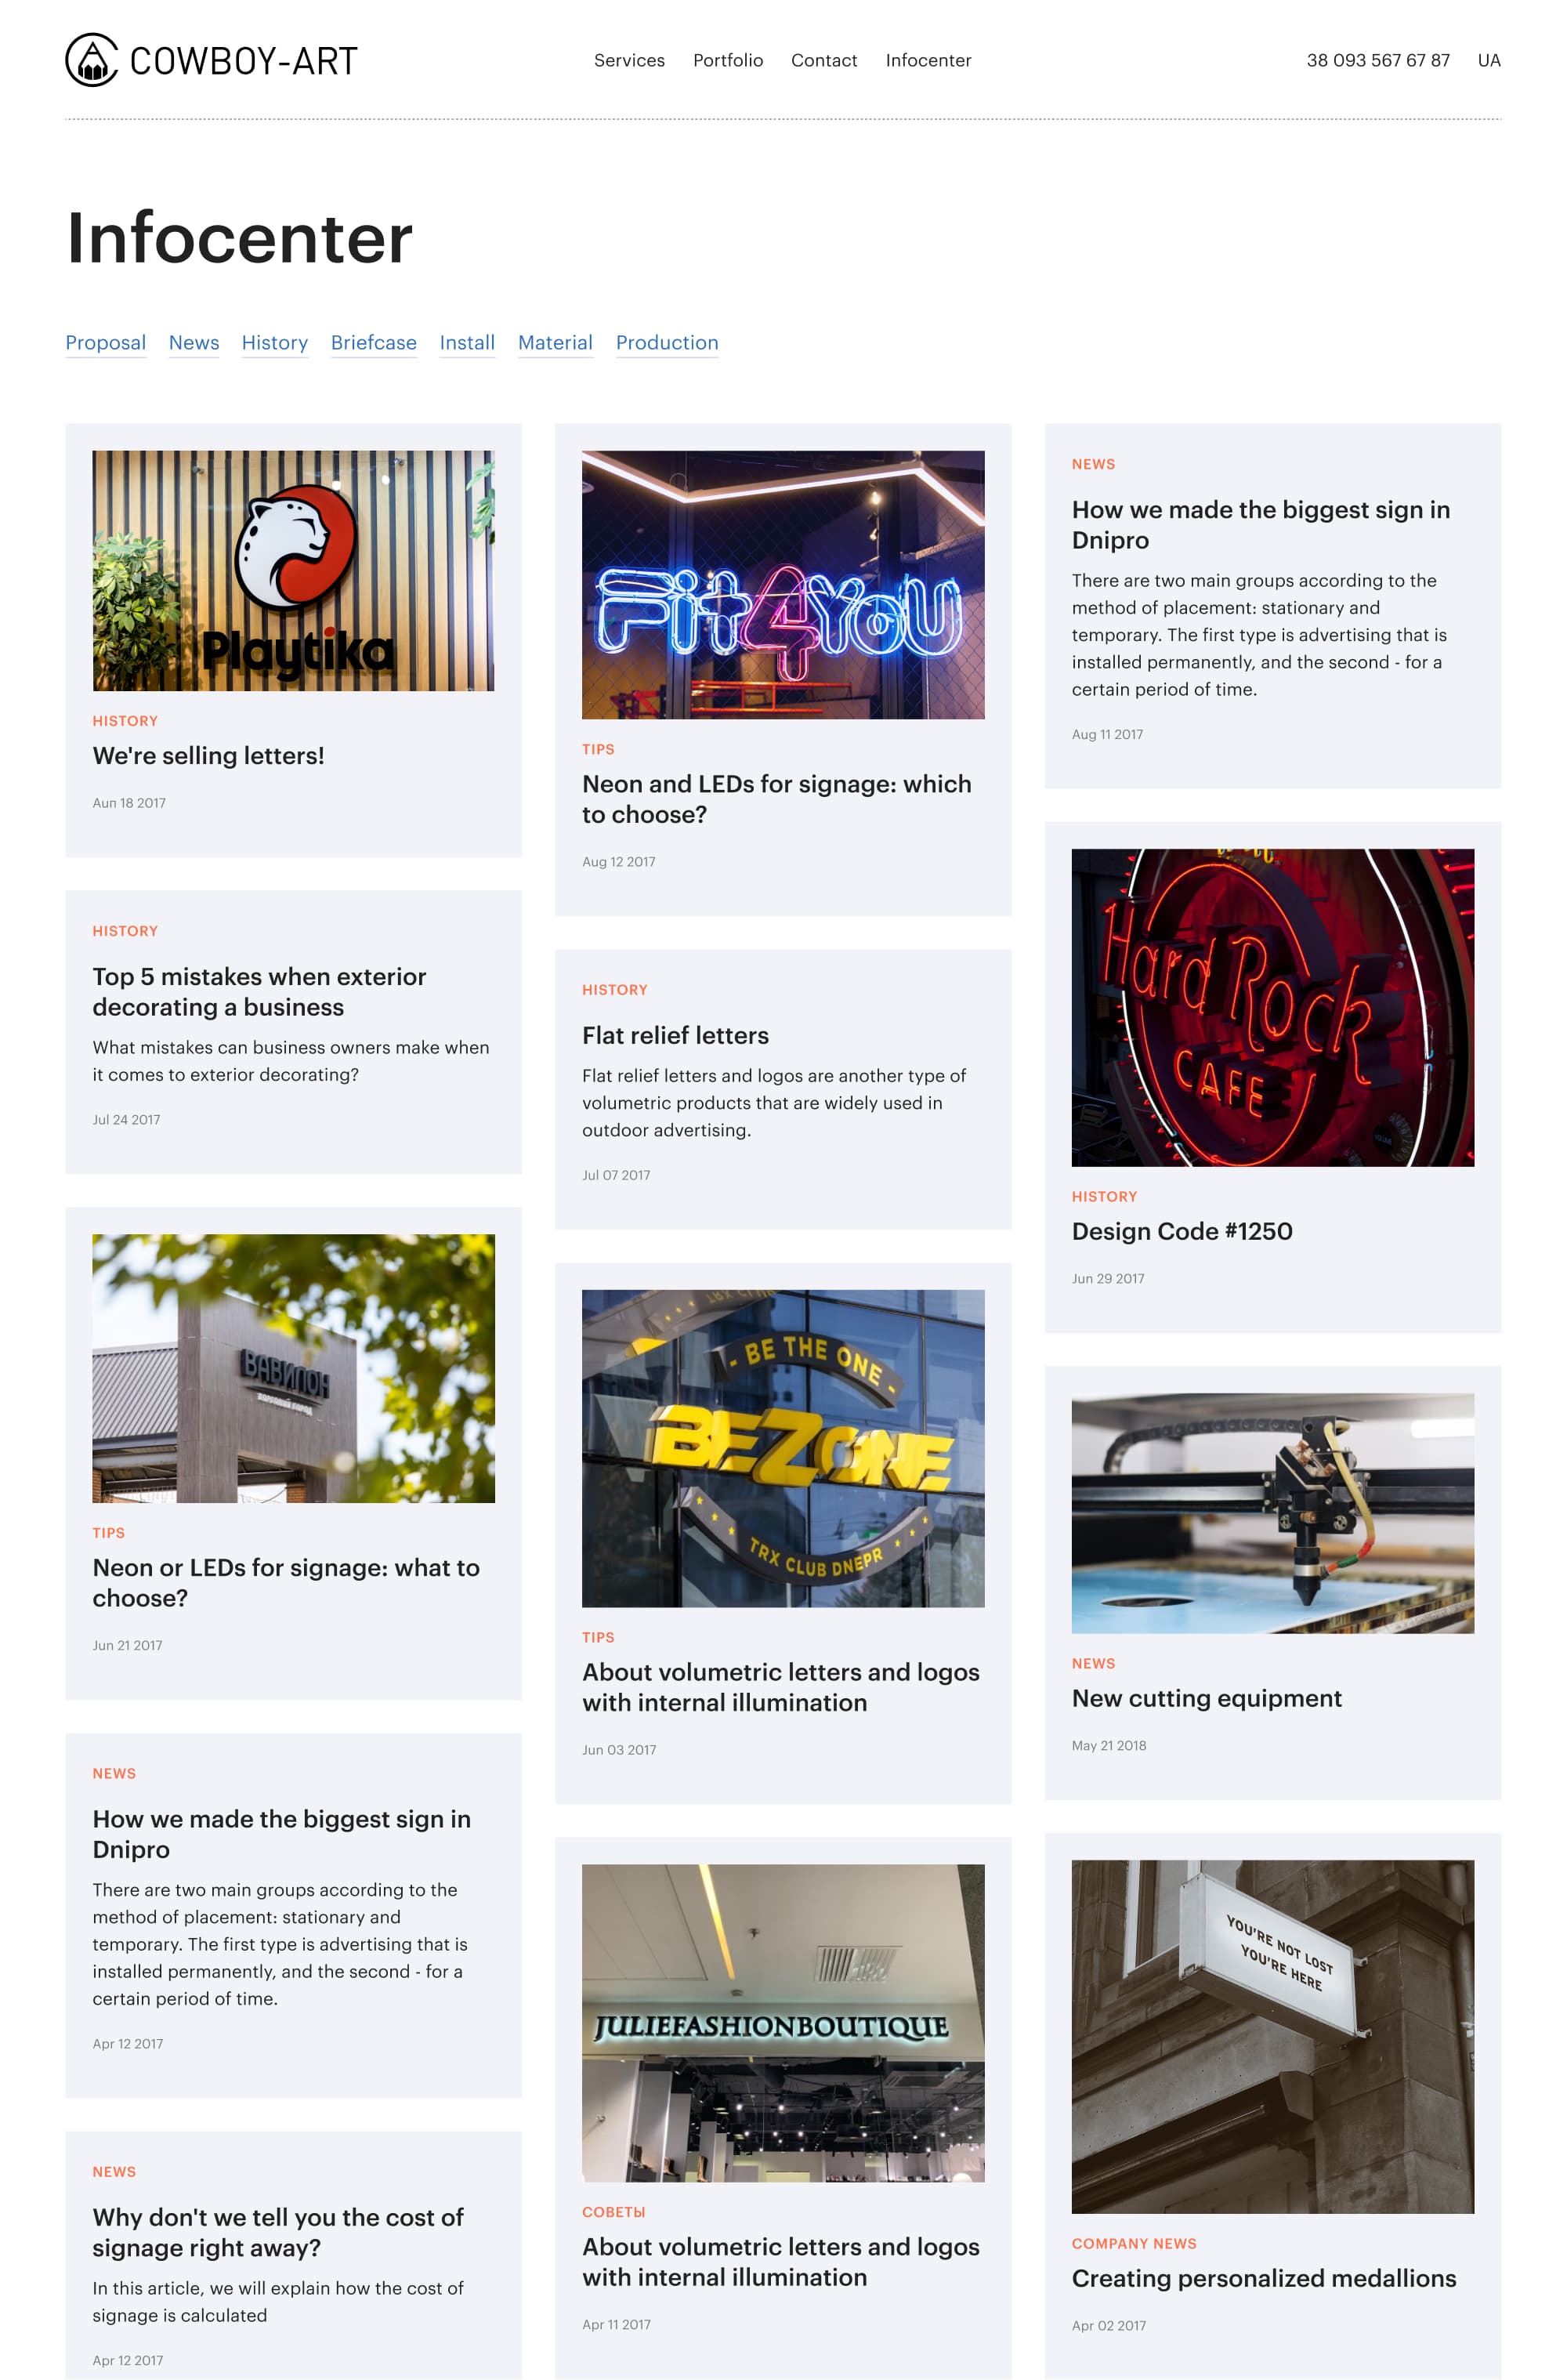 COWBOY-ART
Services Portfolio Contact Infocenter
38 093 567 67 87 UA
Infocenter
Proposal News History Briefcase Install Material Production
Playtika
HISTORY
We're selling letters!
Aun 18 2017
HISTORY
Top 5 mistakes when exterior
decorating a business
What mistakes can business owners make when
it comes to exterior decorating?
Jul 24 2017
ВАВИЛОН
TIPS
Neon or LEDs for signage: what to
choose?
Jun 21 2017
NEWS
How we made the biggest sign in
Dnipro
There are two main groups according to the
method of placement: stationary and
temporary. The first type is advertising that is
installed permanently, and the second - for a
certain period of time.
Apr 12 2017
NEWS
Why don't we tell you the cost of
signage right away?
In this article, we will explain how the cost of
signage is calculated
Apr 12 2017
Fit4You
TIPS
Neon and LEDs for signage: which
to choose?
Aug 12 2017
HISTORY
Flat relief letters
Flat relief letters and logos are another type of
volumetric products that are widely used in
outdoor advertising.
Jul 07 2017
- BE THE ONE -
BEZONE
TRX CLUB DNEPR
TIPS
About volumetric letters and logos
with internal illumination
Jun 03 2017
JULIEFASHIONBOUTIQUE
СОВЕТЫ
About volumetric letters and logos
with internal illumination
Apr 11 2017
NEWS
How we made the biggest sign in
Dnipro
There are two main groups according to the
method of placement: stationary and
temporary. The first type is advertising that is
installed permanently, and the second - for a
certain period of time.
Aug 11 2017
Hard Rock
CAFE
HISTORY
Design Code #1250
Jun 29 2017
NEWS
New cutting equipment
May 21 2018
YOU'RE NOT LOST
YOU'RE HERE
COMPANY NEWS
Creating personalized medallions
Apr 02 2017